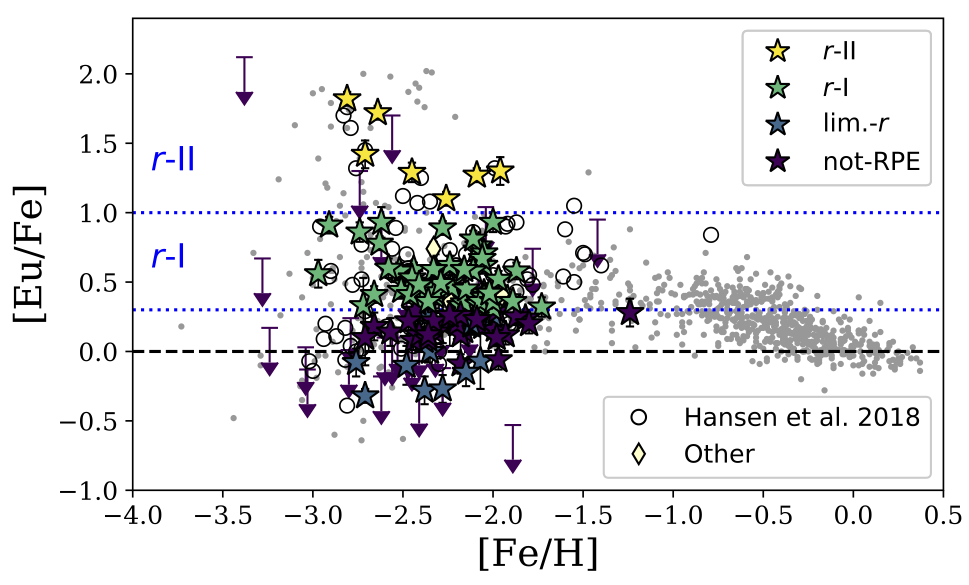 r-II
r-I
lim.-r
not-RPE
2.0
1.5
r-II
1.0
[Eu/Fe]
r-I
0.5
0.0
Hansen et al. 2018
−0.5
Other
−1.0
−4.0 −3.5 −3.0 −2.5 −2.0 −1.5 −1.0 −0.5 0.0 0.5
[Fe/H]